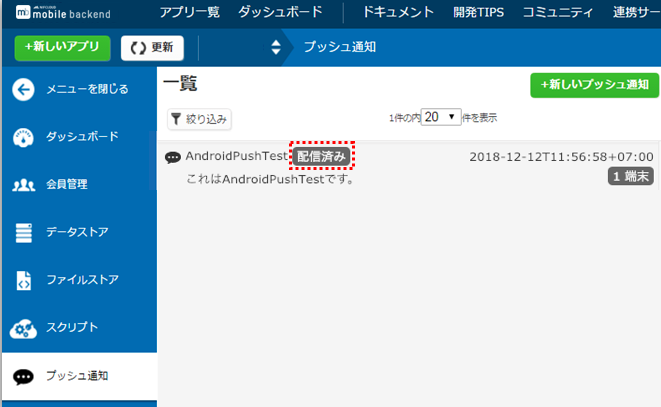 mb NIFCLOUD mobile backend アプリ一覧 ダッシュボード ドキュメント 開発TIPS コミュニティ 連携サー
+新しいアプリ 更新 プッシュ通知
メニューを閉じる
ダッシュボード
会員管理
データストア
ファイルストア
スクリプト
プッシュ通知
一覧 +新しいプッシュ通知
絞り込み 1件の内 20 件を表示
AndroidPushTest 配信済み 2018-12-12T11:56:58+07:00
これはAndroidPushTestです。 1 端末